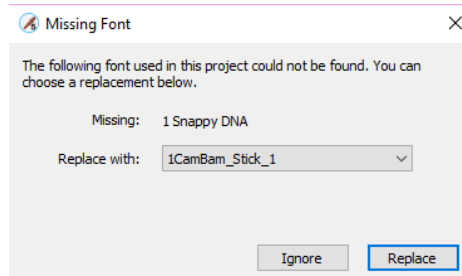 Missing Font
The following font used in this project could not be found. You can
choose a replacement below.
Missing: 1 Snappy DNA
Replace with: 1CamBam_Stick_1
Ignore Replace